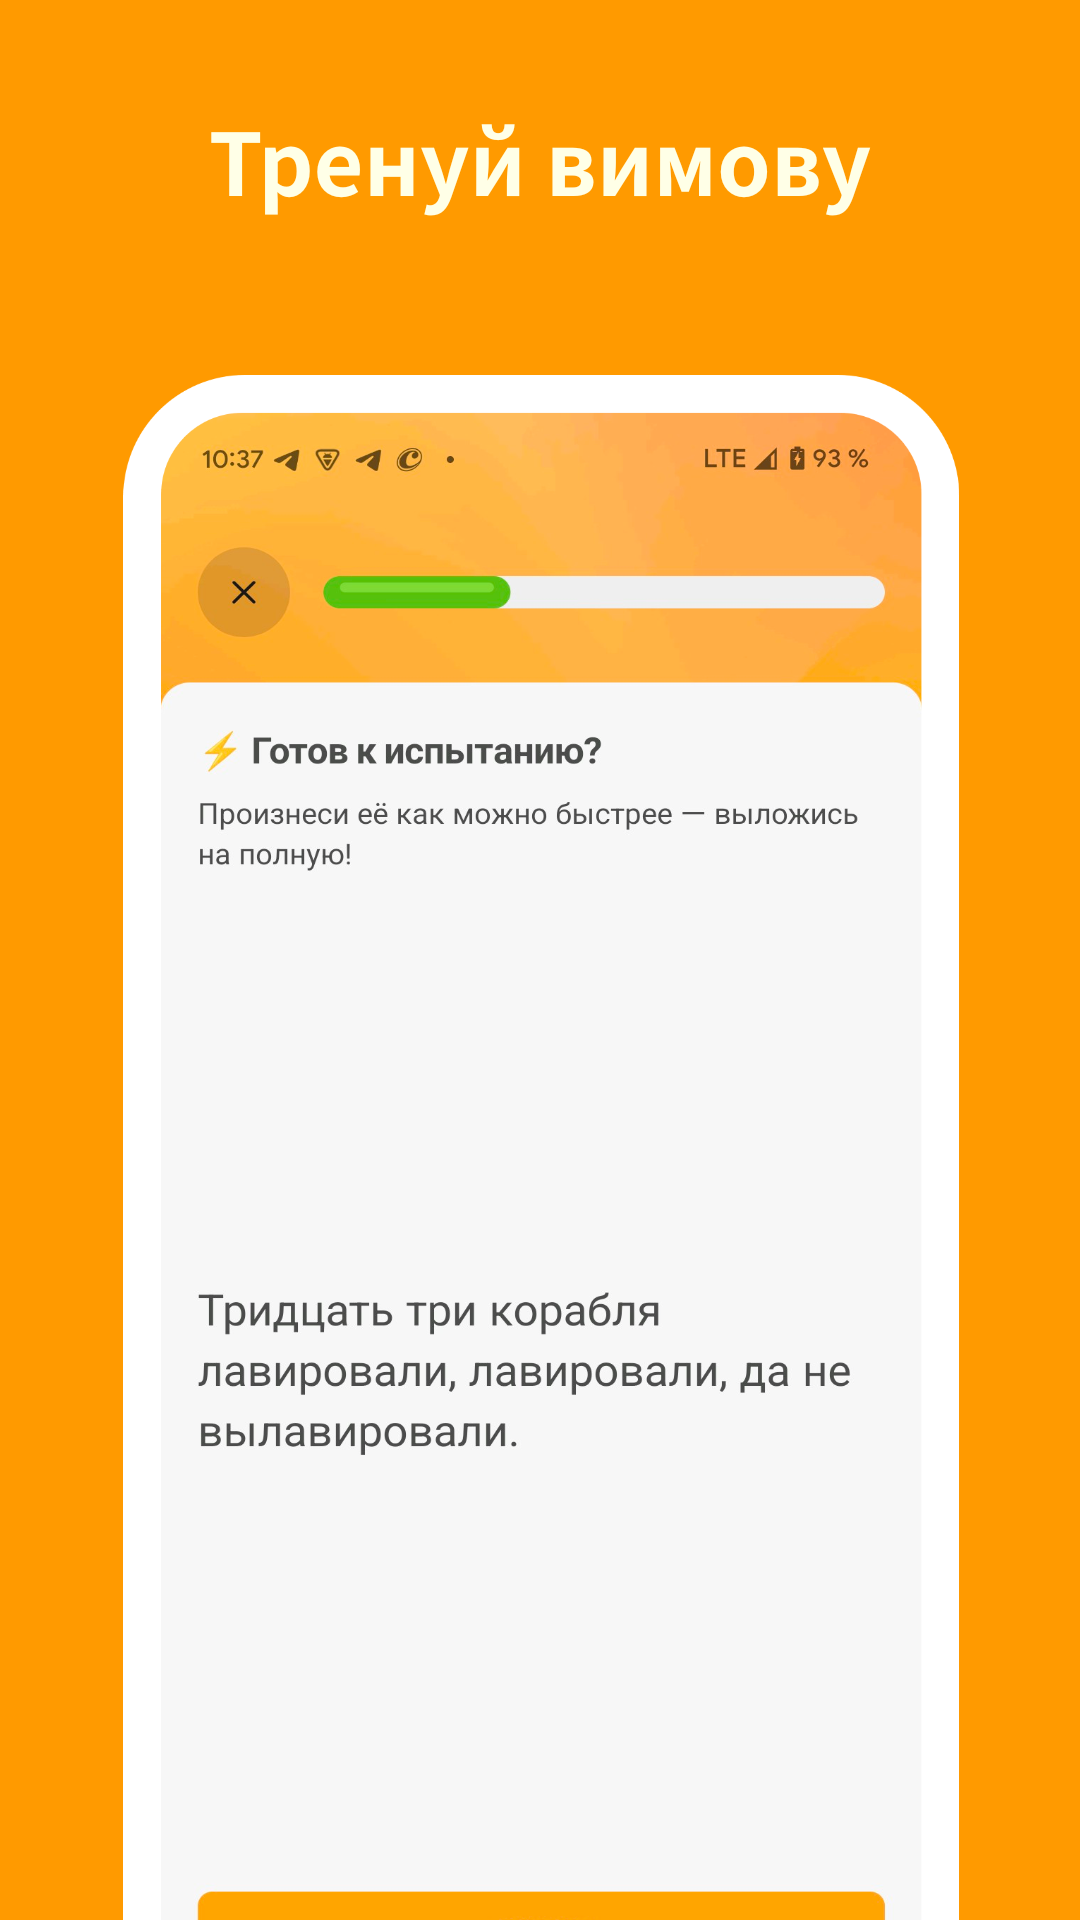 Тренуй вимову
10:37
LTE 93 %
⚡ Готов к испытанию?
Произнеси её как можно быстрее — выложись
на полную!
Тридцать три корабля
лавировали, лавировали, да не
вылавировали.